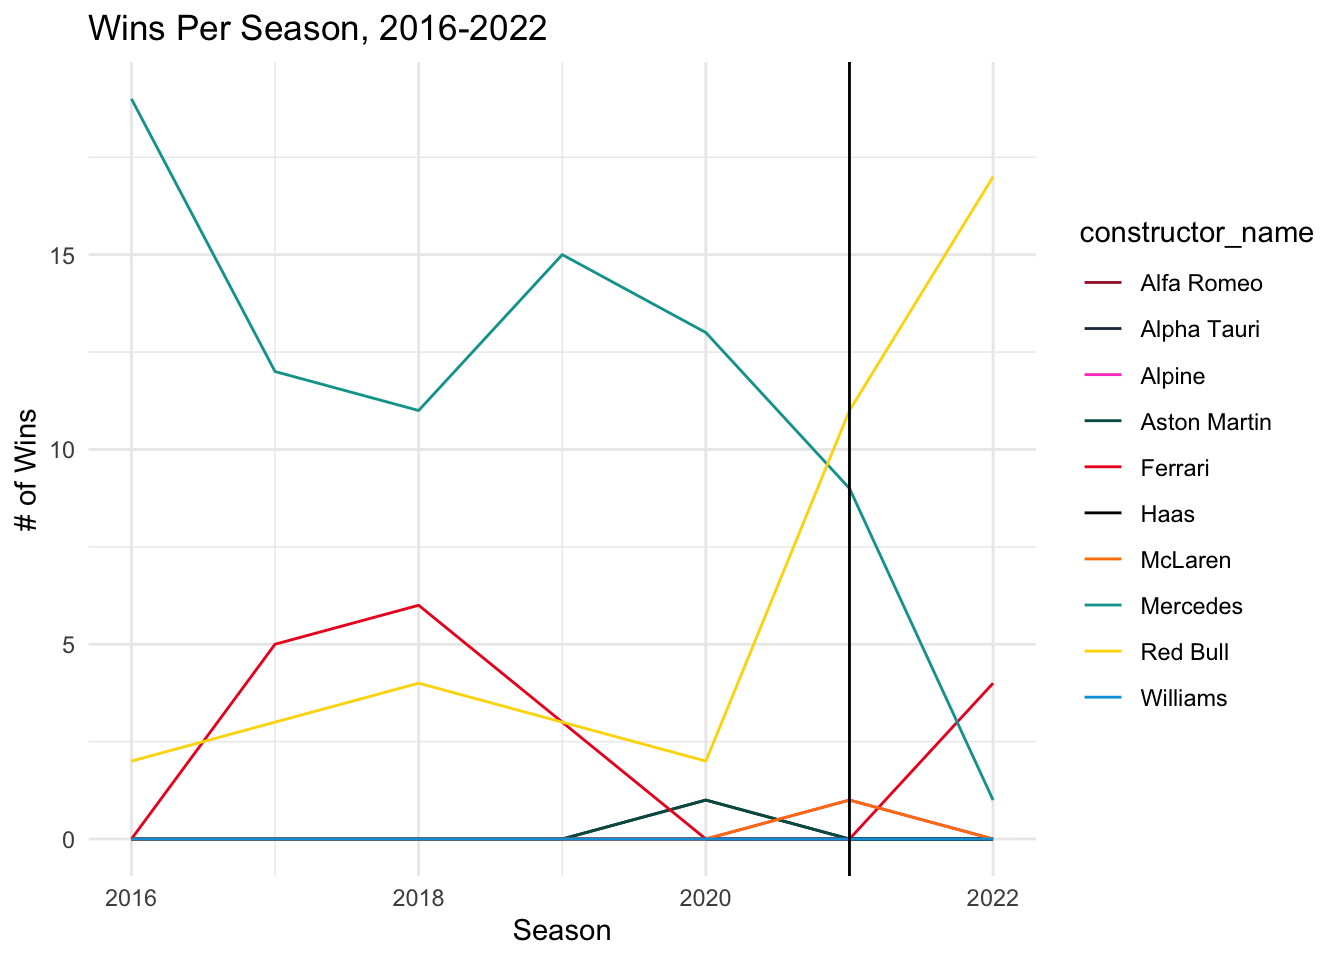 Wins Per Season, 2016-2022
# of Wins
15
10
5
0
2016
2018
2020
2022
Season
constructor_name
Alfa Romeo
Alpha Tauri
Alpine
Aston Martin
Ferrari
Haas
McLaren
Mercedes
Red Bull
Williams